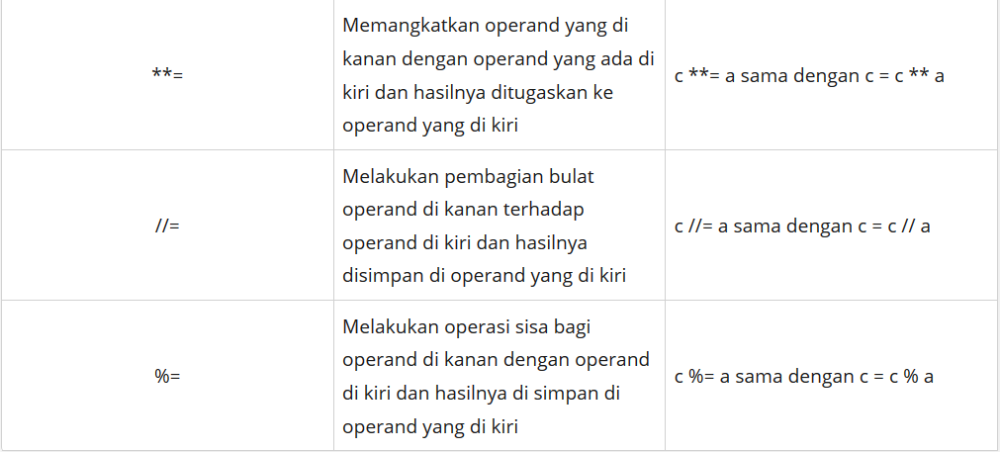 **=
Memangkatkan operand yang di
kanan dengan operand yang ada di
kiri dan hasilnya ditugaskan ke
operand yang di kiri
c **= a sama dengan c = c ** a
//=
Melakukan pembagian bulat
operand di kanan terhadap
operand di kiri dan hasilnya
disimpan di operand yang di kiri
c //= a sama dengan c = c // a
%=
Melakukan operasi sisa bagi
operand di kanan dengan operand
di kiri dan hasilnya di simpan di
operand yang di kiri
c %= a sama dengan c = c % a